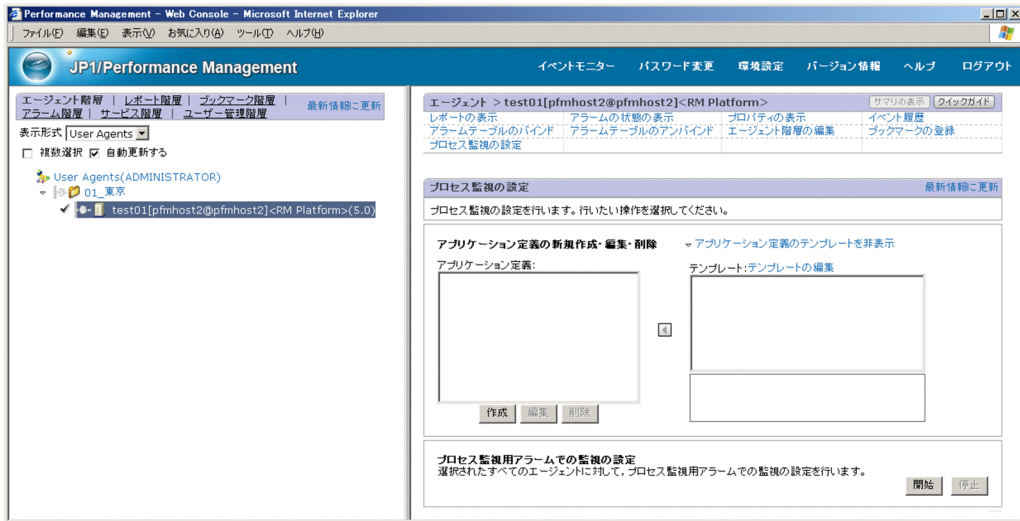 Performance Management - Web Console - Microsoft Internet Explorer
ファイル(F) 編集(E) 表示(V) お気に入り(A) ツール(T) ヘルプ(H)
JP1/Performance Management
イベントモニター パスワード変更 環境設定 バージョン情報 ヘルプ ログアウト
エージェント階層 | レポート階層 | ブックマーク階層 |
アラーム階層 | サービス階層 | ユーザー管理階層
最新情報に更新
表示形式 User Agents
複数選択 自動更新する
User Agents(ADMINISTRATOR)
01_東京
test01[pfmhost2@pfmhost2]<RM Platform>(5.0)
エージェント > test01[pfmhost2@pfmhost2]<RM Platform>
サマリの表示 クイックガイド
レポートの表示 アラームの状態の表示 プロパティの表示 イベント履歴
アラームテーブルのバインド アラームテーブルのアンバインド エージェント階層の編集 ブックマークの登録
プロセス監視の設定
プロセス監視の設定 最新情報に更新
プロセス監視の設定を行います。行いたい操作を選択してください。
アプリケーション定義の新規作成・編集・削除 アプリケーション定義のテンプレートを非表示
アプリケーション定義: テンプレート:テンプレートの編集
作成 編集 削除
プロセス監視用アラームでの監視の設定
選択されたすべてのエージェントに対して,プロセス監視用アラームでの監視の設定を行います。
開始 停止